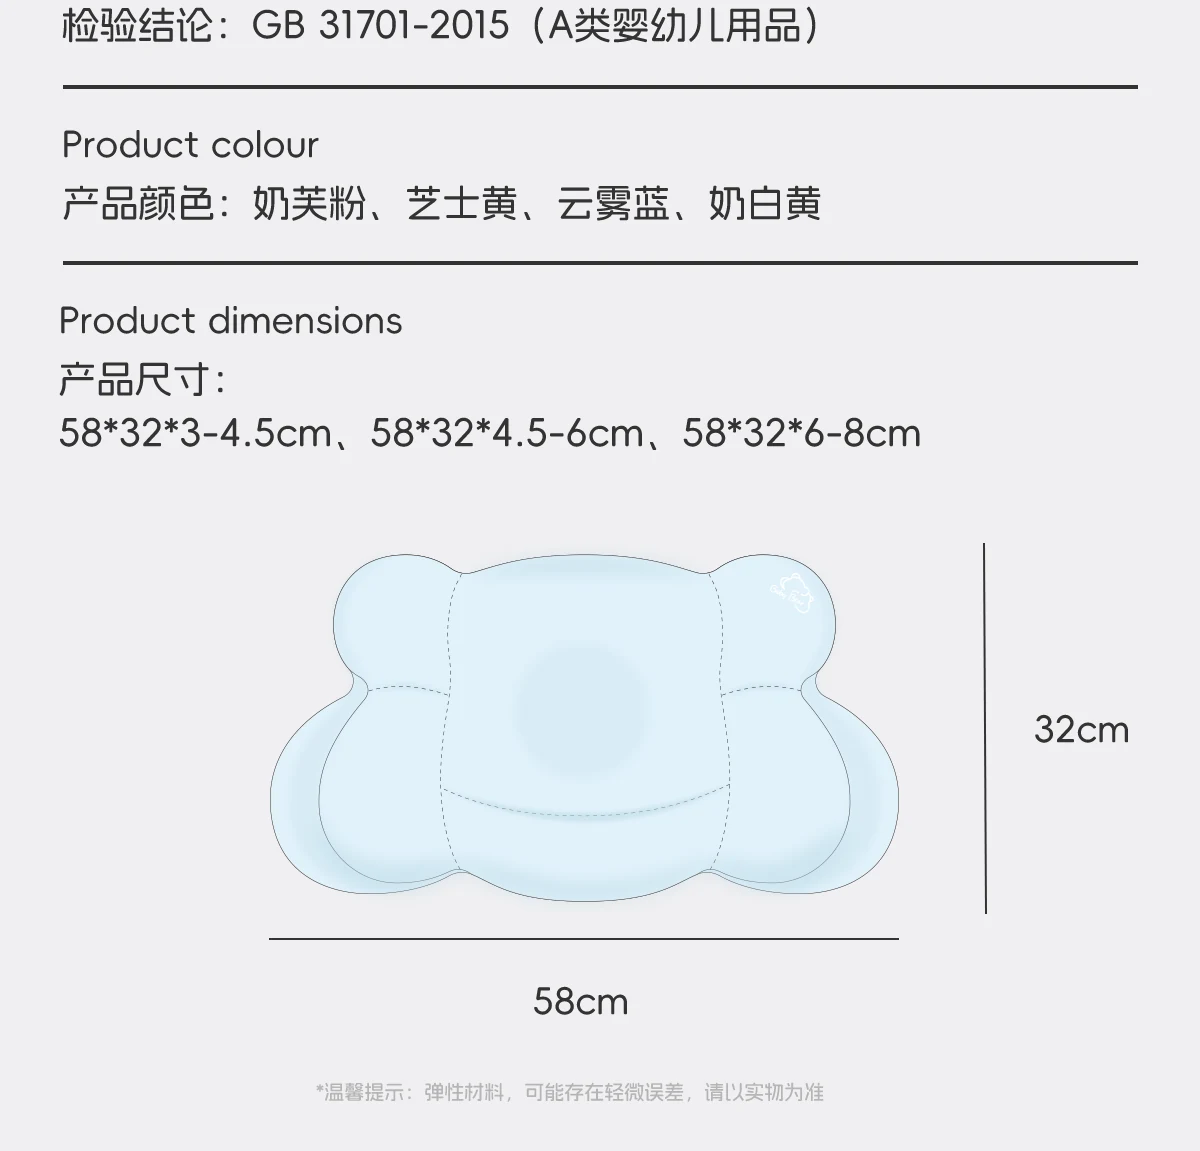 检验结论：GB 31701-2015（A类婴幼儿用品）
Product colour
产品颜色：奶芙粉、芝士黄、云雾蓝、奶白黄
Product dimensions
产品尺寸：
58*32*3-4.5cm、58*32*4.5-6cm、58*32*6-8cm
32cm
58cm
*温馨提示：弹性材料，可能存在轻微误差，请以实物为准